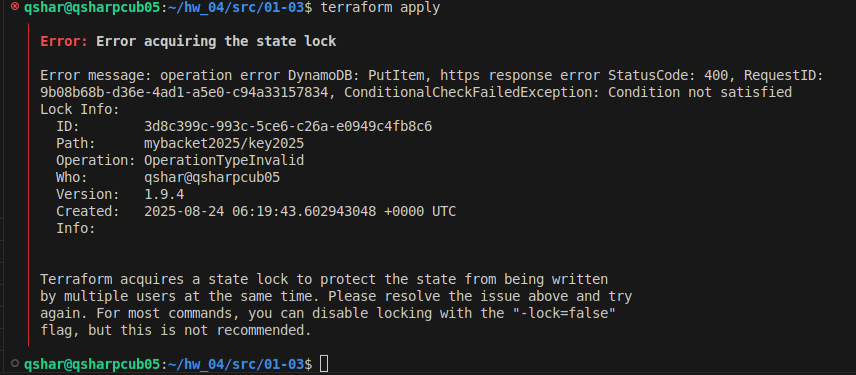 qshar@qsharpcub05:~/hw_04/src/01-03$ terraform apply
Error: Error acquiring the state lock
Error message: operation error DynamoDB: PutItem, https response error StatusCode: 400, RequestID:
9b08b68b-d36e-4ad1-a5e0-c94a33157834, ConditionalCheckFailedException: Condition not satisfied
Lock Info:
  ID:        3d8c399c-993c-5ce6-c26a-e0949c4fb8c6
  Path:      mybacket2025/key2025
  Operation: OperationTypeInvalid
  Who:       qshar@qsharpcub05
  Version:   1.9.4
  Created:   2025-08-24 06:19:43.602943048 +0000 UTC
  Info:
Terraform acquires a state lock to protect the state from being written
by multiple users at the same time. Please resolve the issue above and try
again. For most commands, you can disable locking with the "-lock=false"
flag, but this is not recommended.
qshar@qsharpcub05:~/hw_04/src/01-03$